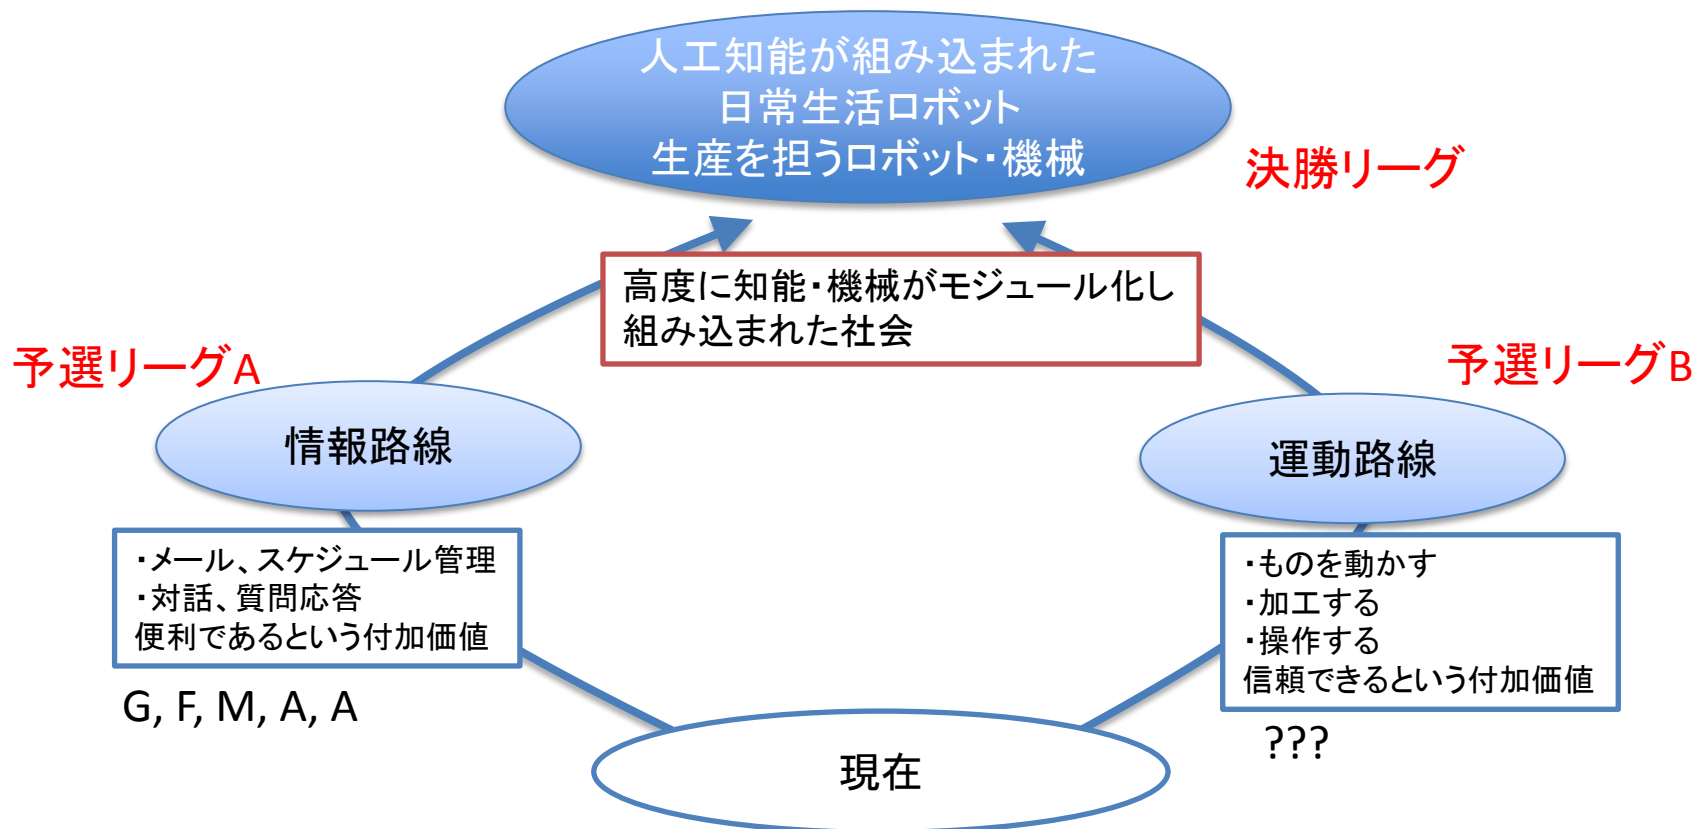 人工知能が組み込まれた
日常生活ロボット
生産を担うロボット・機械
決勝リーグ
高度に知能・機械がモジュール化し
組み込まれた社会
予選リーグA
予選リーグB
情報路線
運動路線
・メール、スケジュール管理
・対話、質問応答
便利であるという付加価値
G, F, M, A, A
・ものを動かす
・加工する
・操作する
信頼できるという付加価値
???
現在